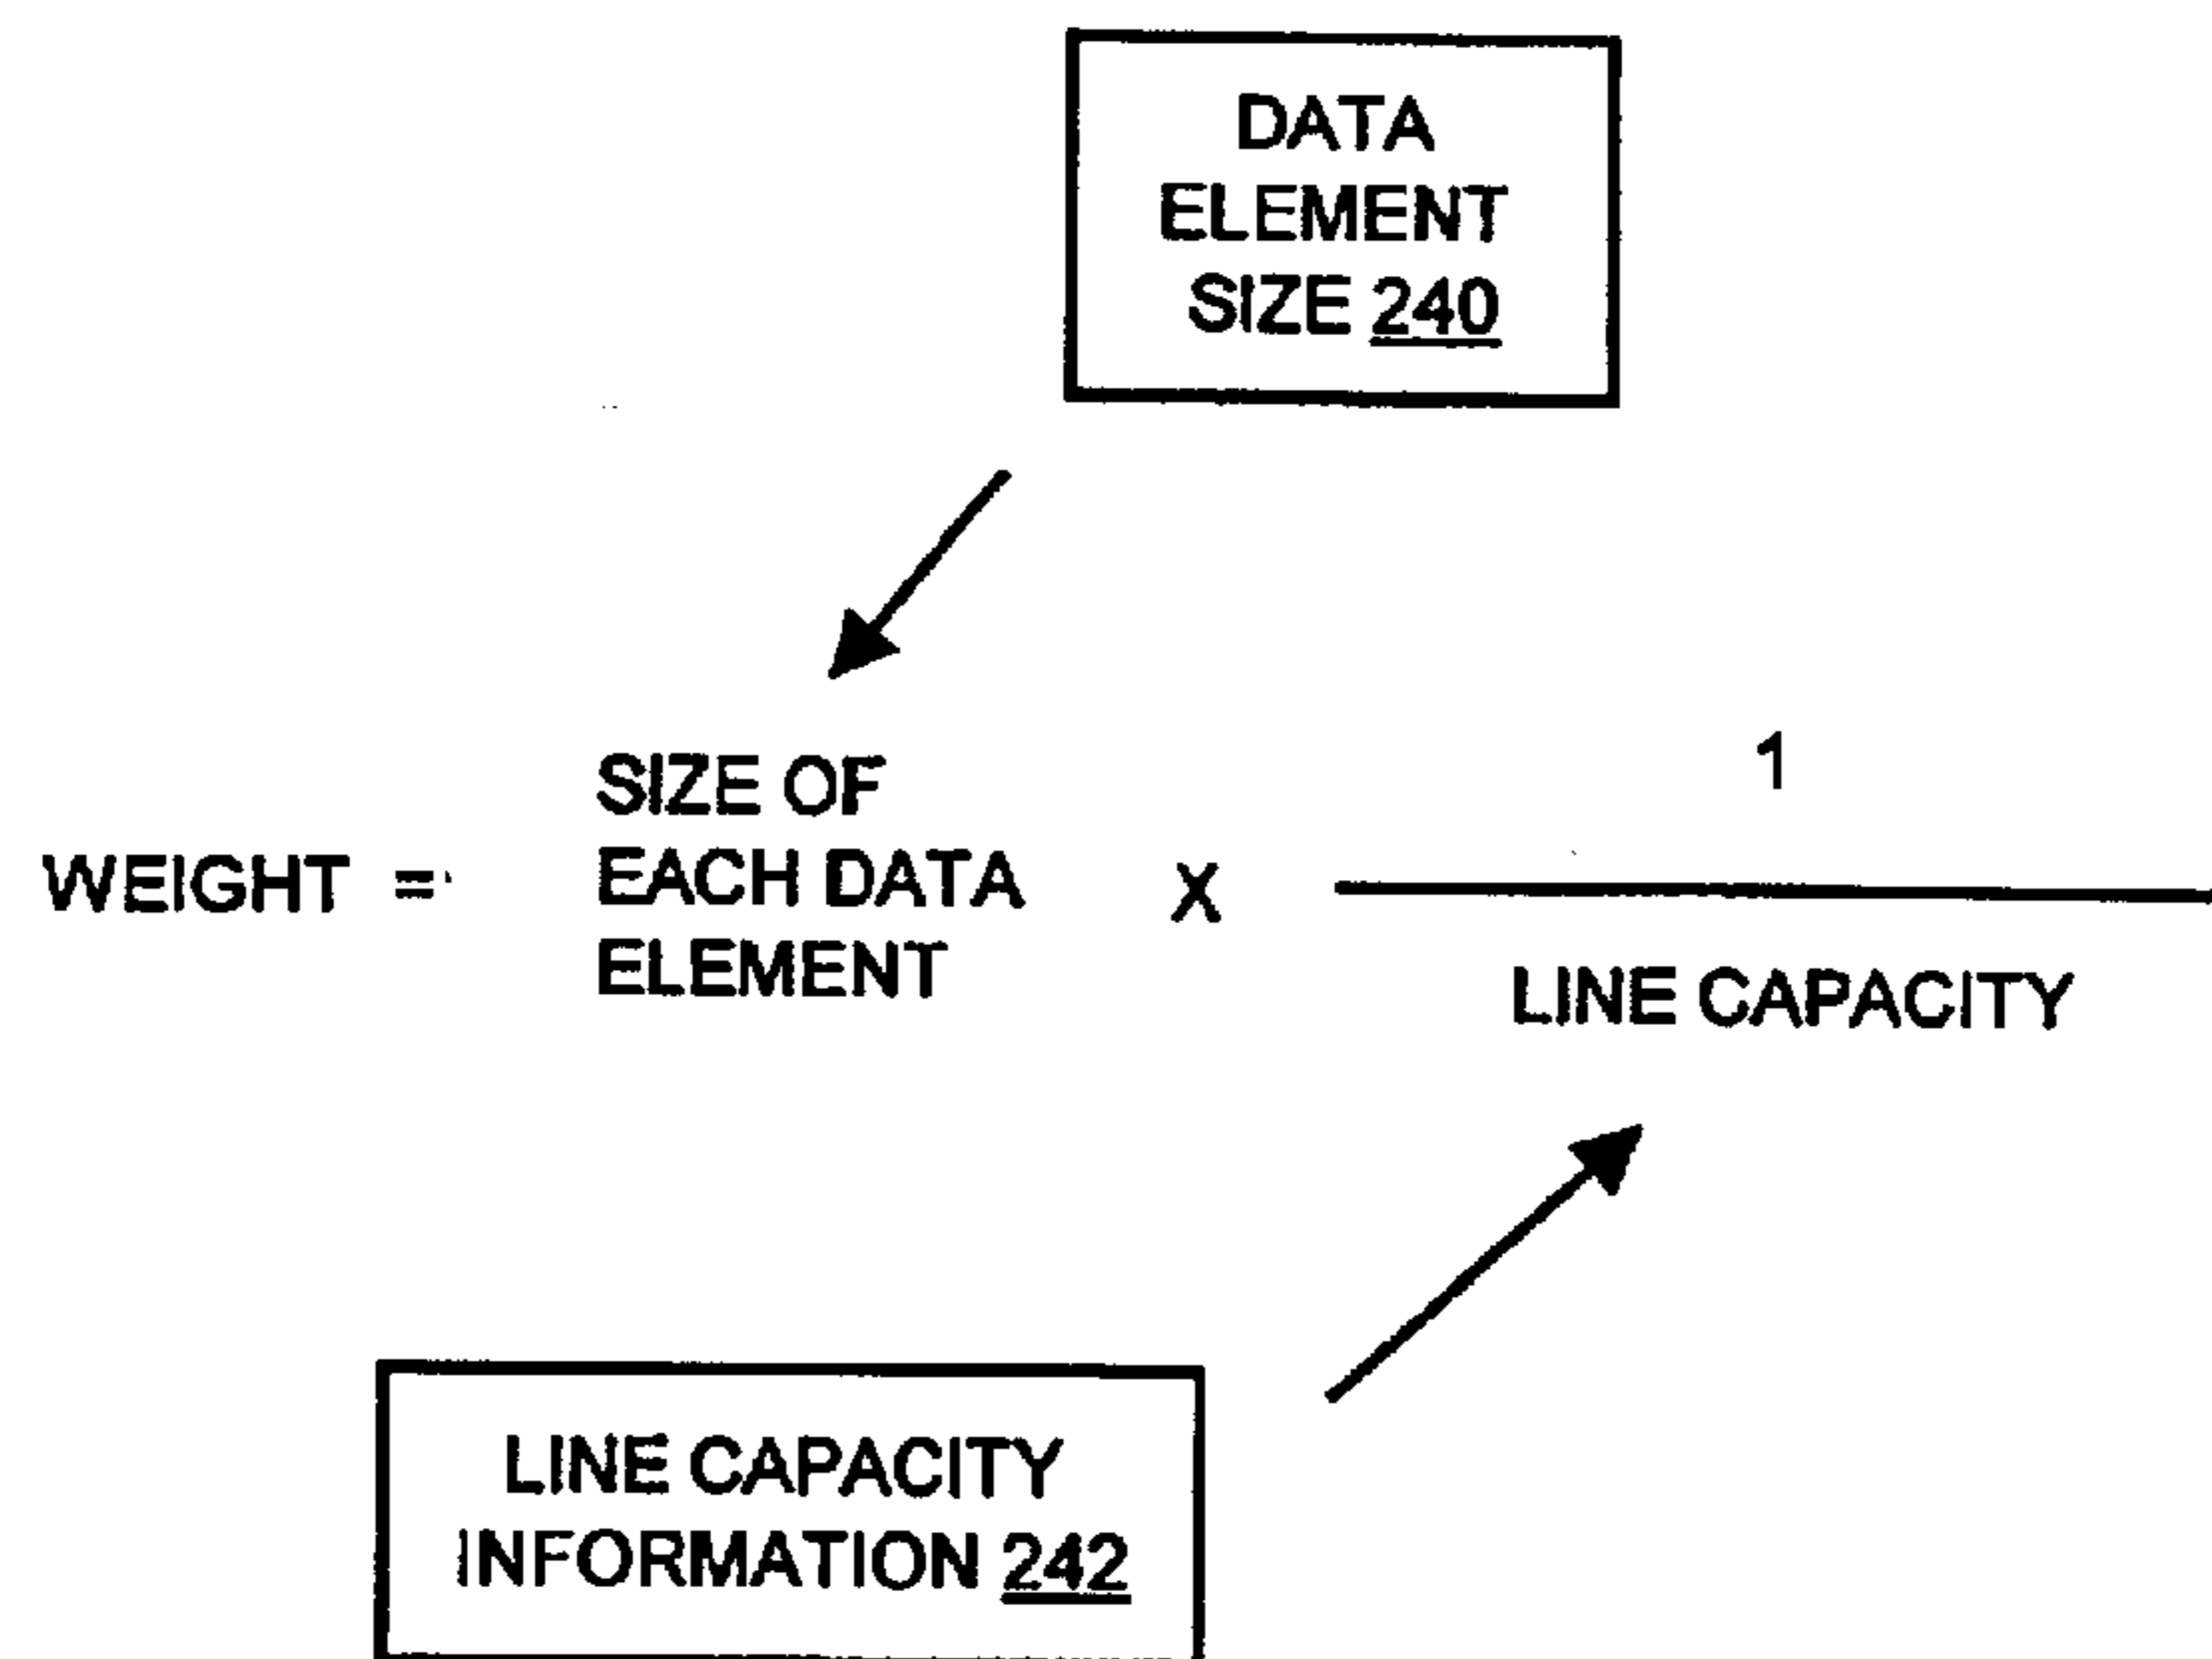 DATA
ELEMENT
SIZE 240
1
SIZE OF
WEIGHT = EACH DATA X
ELEMENT
LINE CAPACITY
LINE CAPACITY
INFORMATION 242